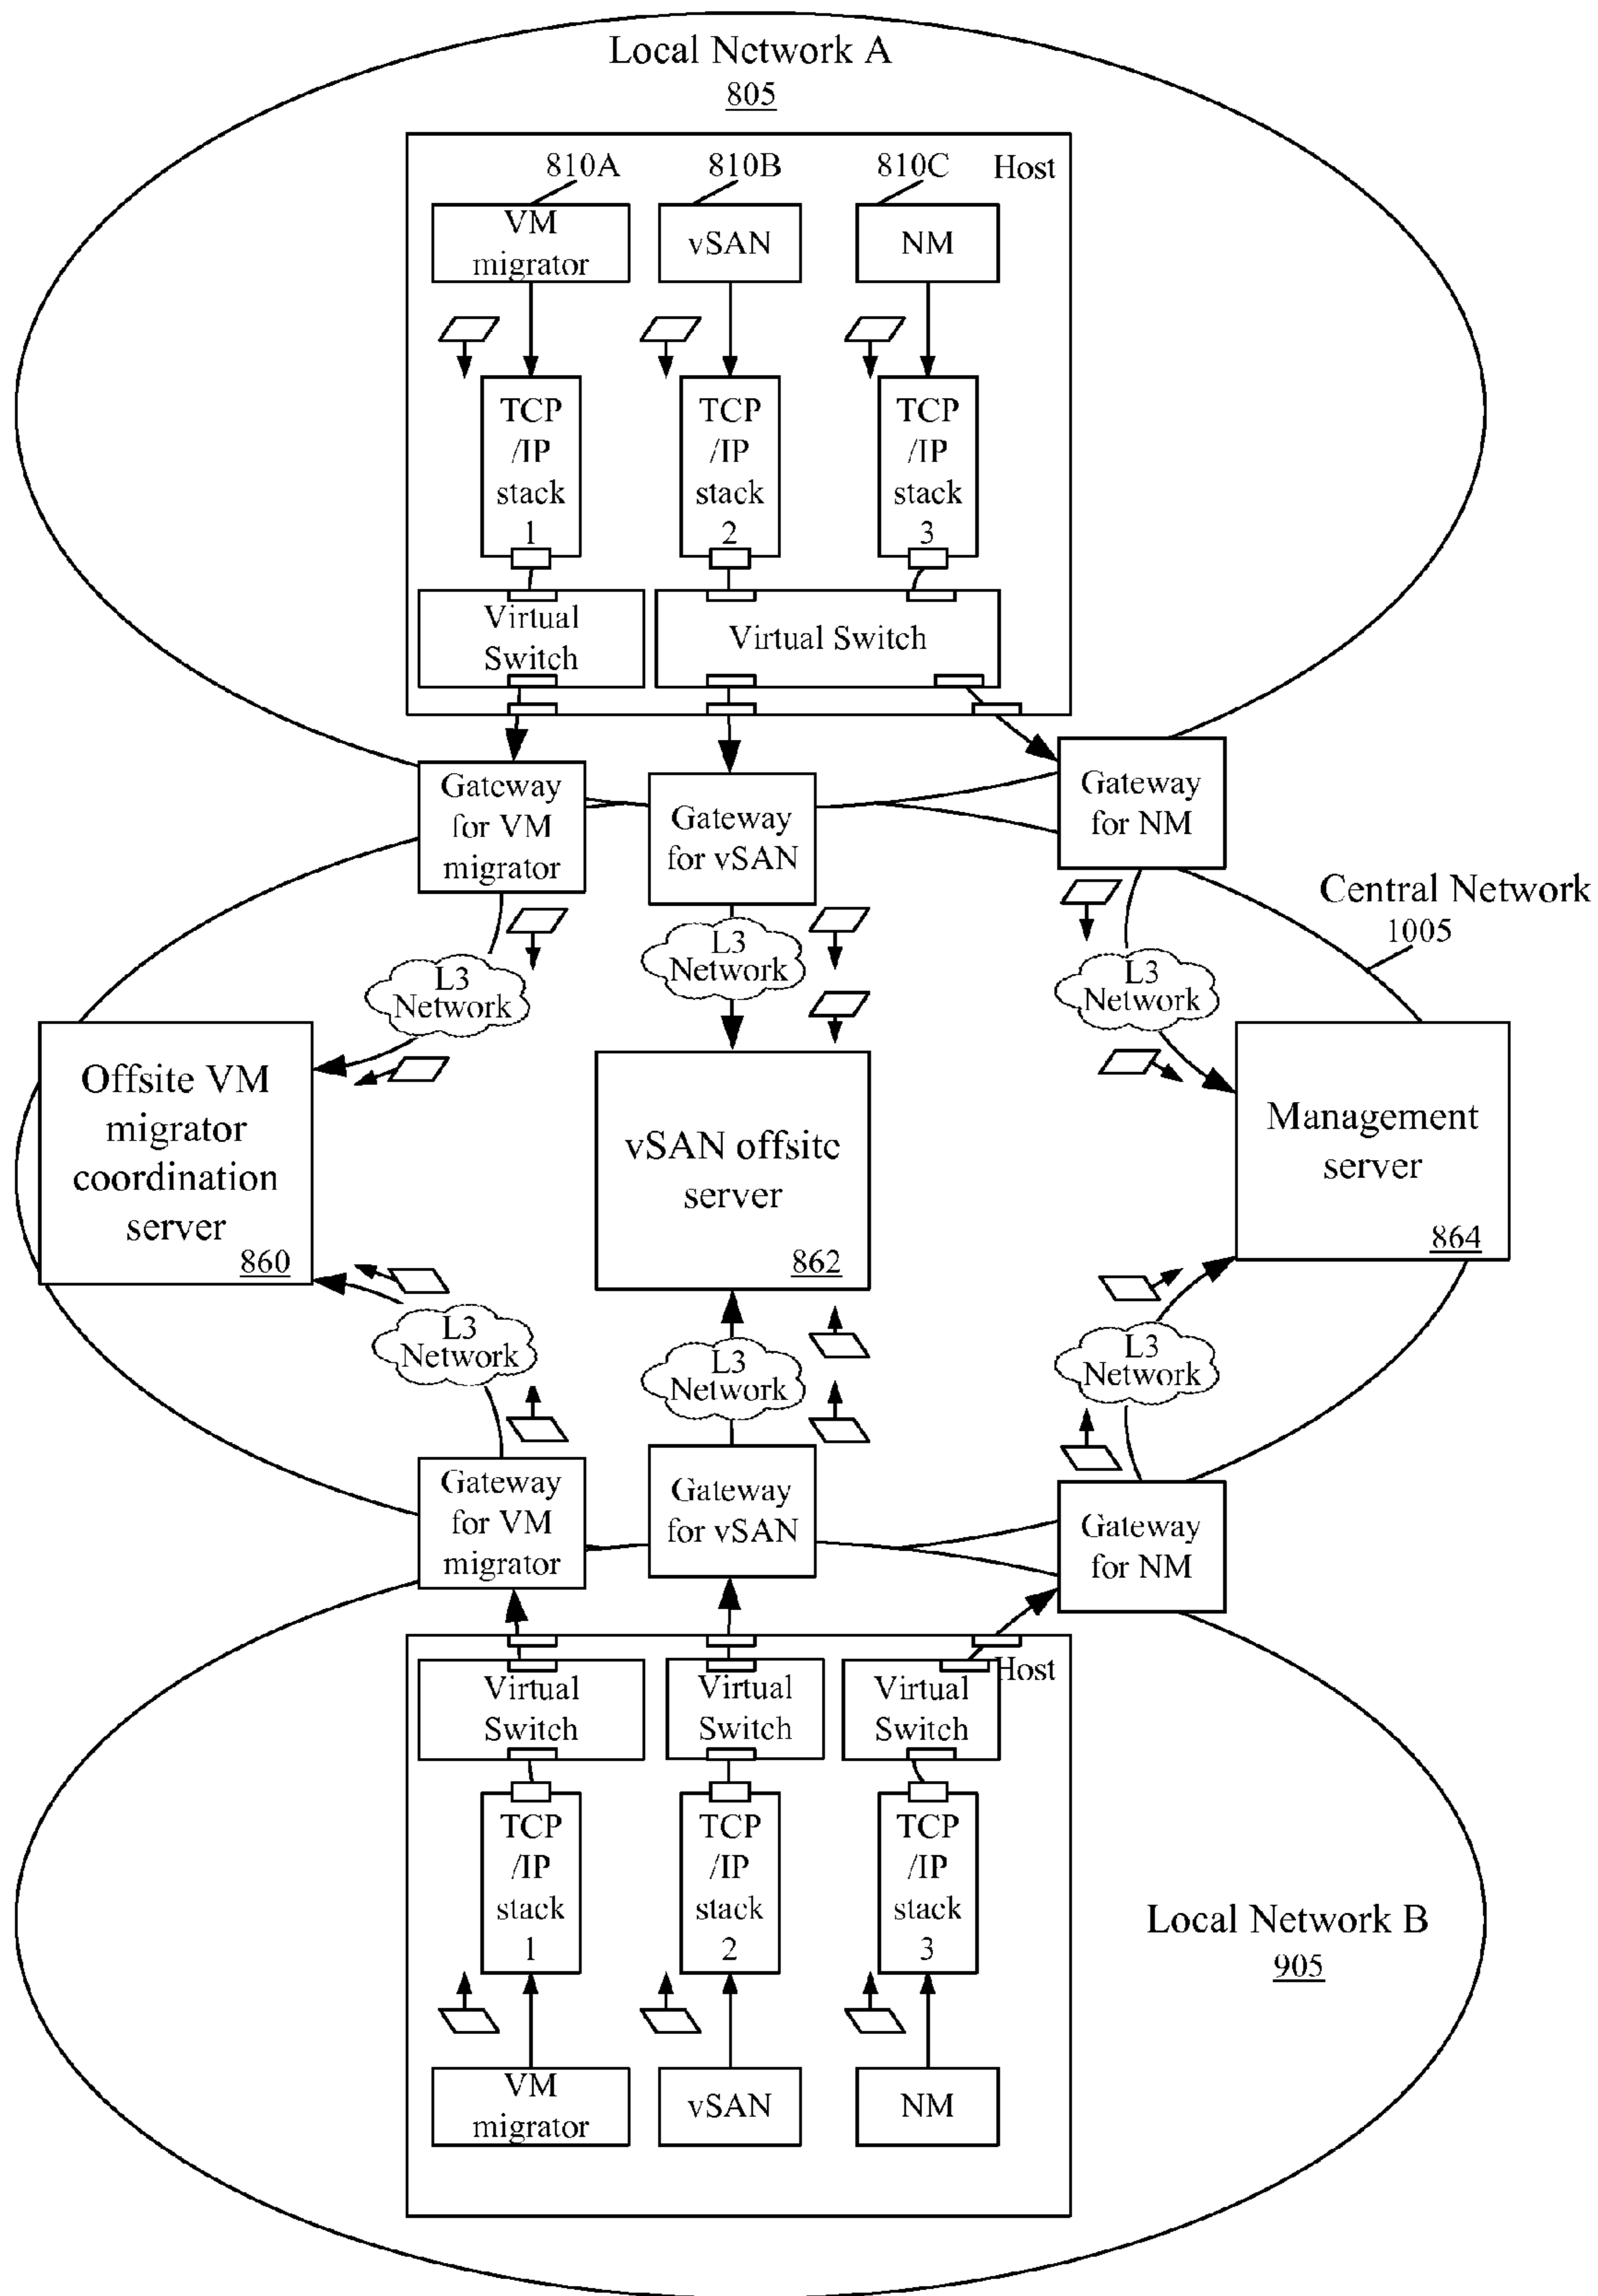 Local Network A
805
810A
810B
810C
Host
VM
migrator
vSAN
NM
TCP
/IP
stack
1
TCP
/IP
stack
2
TCP
/IP
stack
3
Virtual
Switch
Virtual Switch
Gateway
for VM
migrator
Gateway
for vSAN
Gateway
for NM
Central Network
1005
L3
Network
L3
Network
L3
Network
Offsite VM
migrator
coordination
server
860
vSAN offsite
server
862
Management
server
864
L3
Network
L3
Network
L3
Network
Gateway
for VM
migrator
Gateway
for vSAN
Gateway
for NM
Host
Virtual
Switch
Virtual
Switch
Virtual
Switch
TCP
/IP
stack
1
TCP
/IP
stack
2
TCP
/IP
stack
3
Local Network B
905
VM
migrator
vSAN
NM